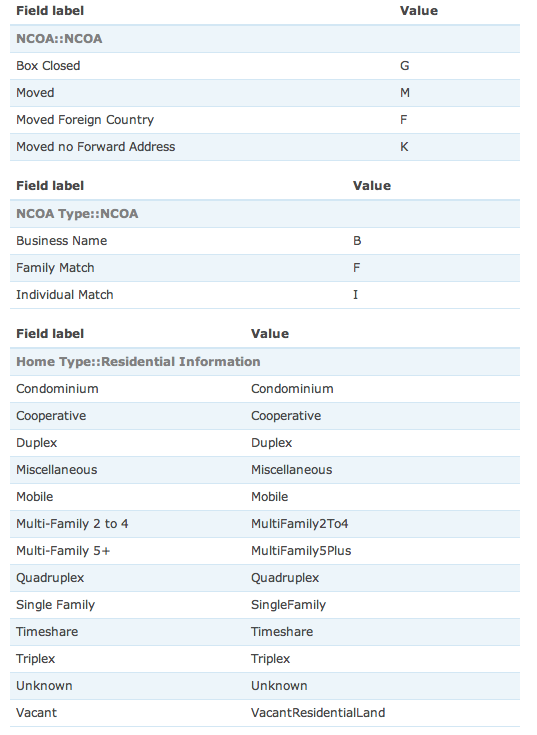 Field label Value
NCOA::NCOA
Box Closed G
Moved M
Moved Foreign Country F
Moved no Forward Address K
Field label Value
NCOA Type::NCOA
Business Name B
Family Match F
Individual Match I
Field label Value
Home Type::Residential Information
Condominium Condominium
Cooperative Cooperative
Duplex Duplex
Miscellaneous Miscellaneous
Mobile Mobile
Multi-Family 2 to 4 MultiFamily2To4
Multi-Family 5+ MultiFamily5Plus
Quadruplex Quadruplex
Single Family SingleFamily
Timeshare Timeshare
Triplex Triplex
Unknown Unknown
Vacant VacantResidentialLand